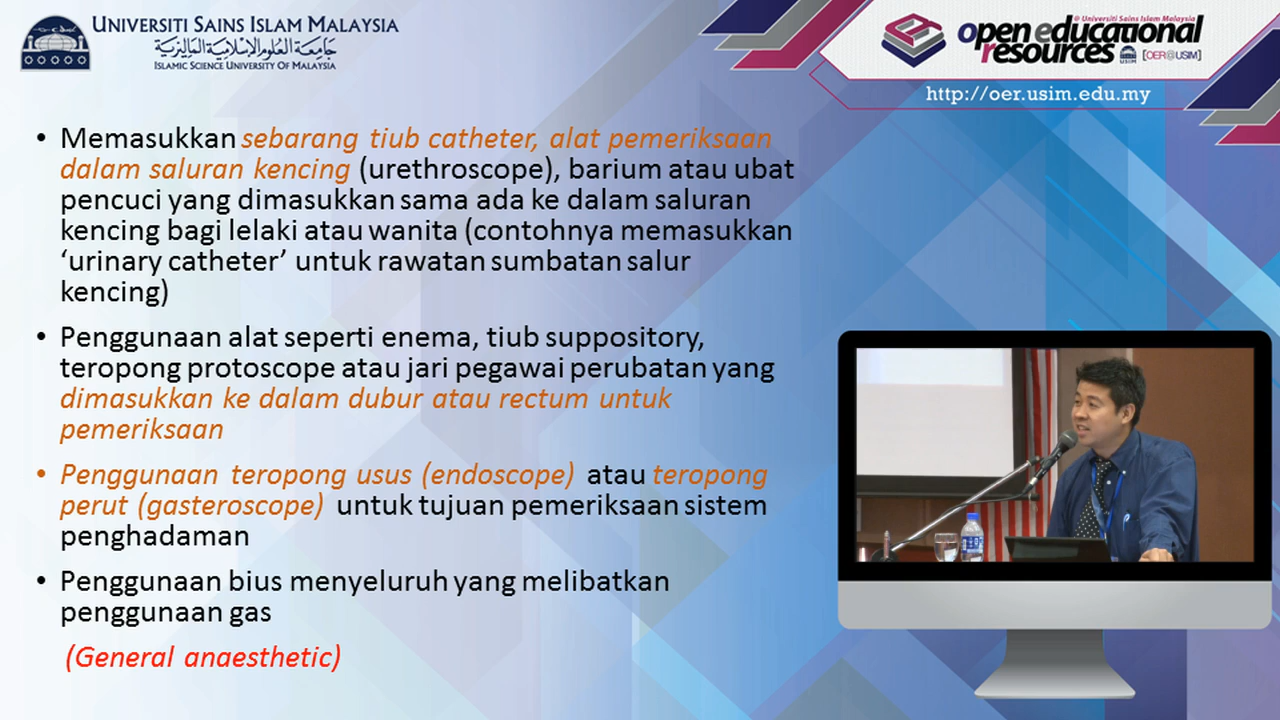 UNIVERSITI SAINS ISLAM MALAYSIA
جامعة العلوم الإسلامية الماليزية
ISLAMIC SCIENCE UNIVERSITY OF MALAYSIA
@ Universiti Sains Islam Malaysia
open educational
resources
USIM
[OER@USIM]
http://oer.usim.edu.my
• Memasukkan sebarang tiub catheter, alat pemeriksaan
dalam saluran kencing (urethroscope), barium atau ubat
pencuci yang dimasukkan sama ada ke dalam saluran
kencing bagi lelaki atau wanita (contohnya memasukkan
‘urinary catheter’ untuk rawatan sumbatan salur
kencing)
• Penggunaan alat seperti enema, tiub suppository,
teropong protoscope atau jari pegawai perubatan yang
dimasukkan ke dalam dubur atau rectum untuk
pemeriksaan
• Penggunaan teropong usus (endoscope) atau teropong
perut (gasteroscope) untuk tujuan pemeriksaan sistem
penghadaman
• Penggunaan bius menyeluruh yang melibatkan
penggunaan gas
(General anaesthetic)